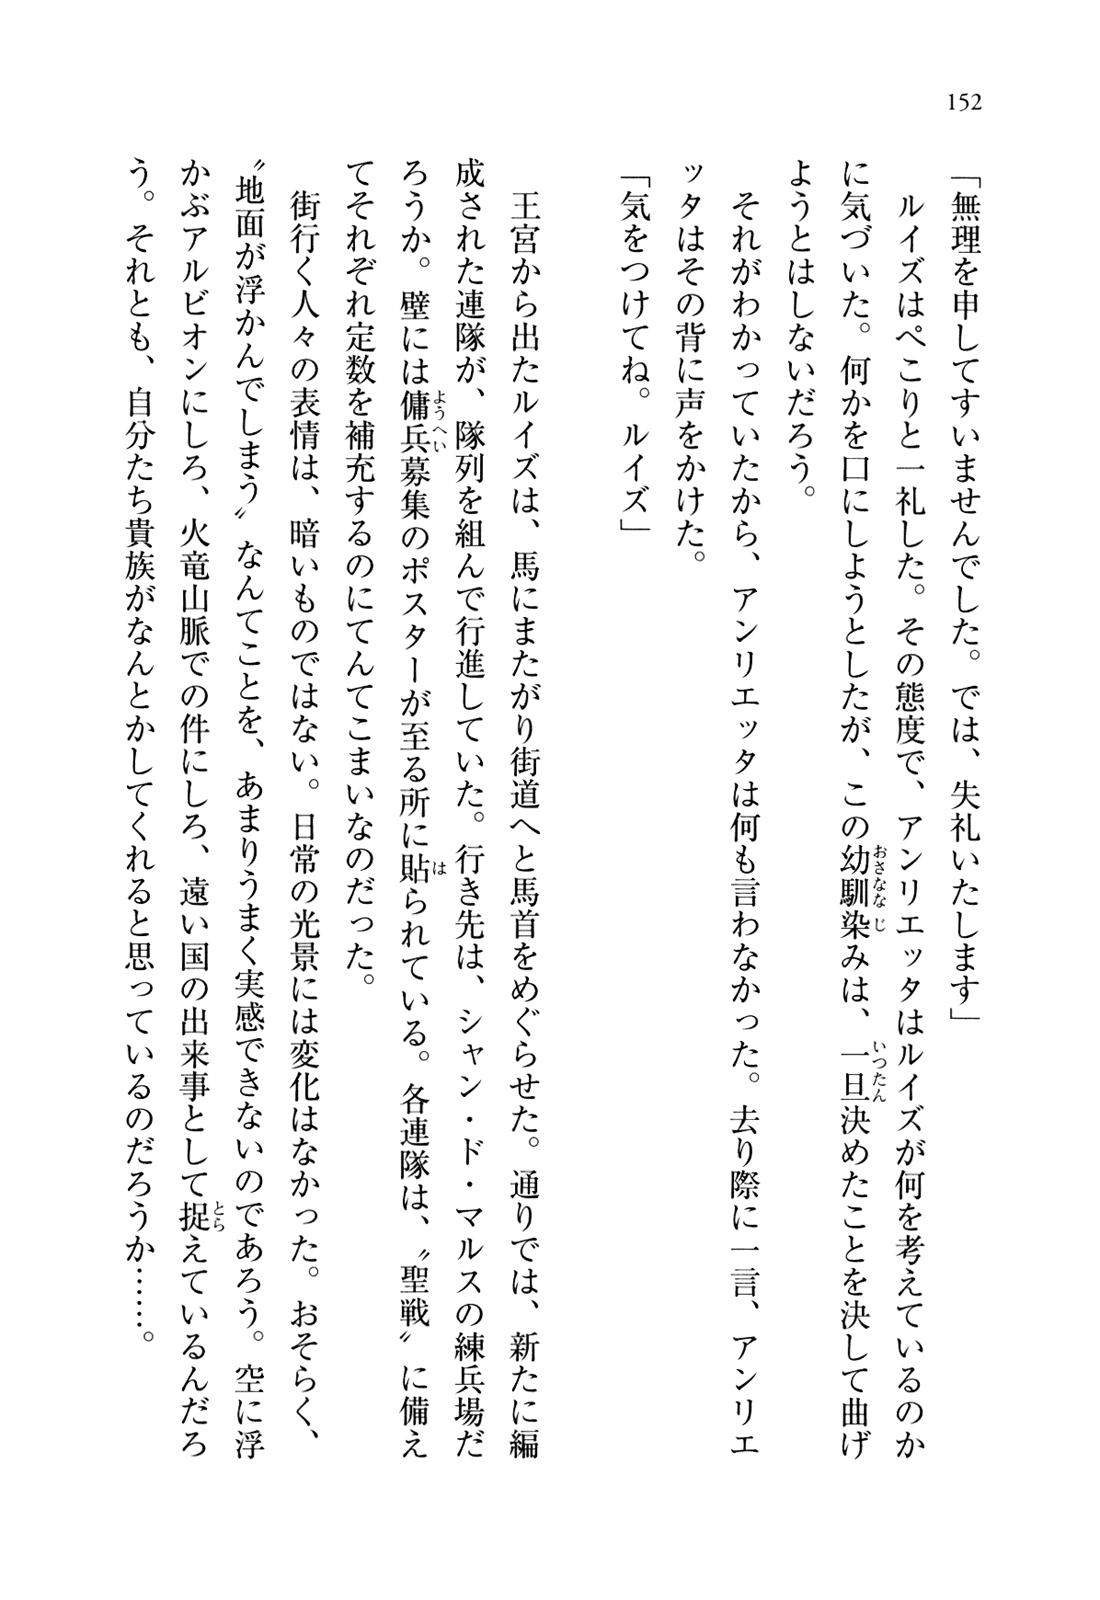 152
「無理を申してすいませんでした。では、失礼いたします」
ルイズはぺこりと一礼した。その態度で、アンリエッタはルイズが何を考えているのか
に気づいた。何かを口にしようとしたが、この幼馴染みは、一旦決めたことを決して曲げ
ようとはしないだろう。
それがわかっていたから、アンリエッタは何も言わなかった。去り際に一言、アンリエ
ッタはその背に声をかけた。
「気をつけてね。ルイズ」
王宮から出たルイズは、馬にまたがり街道へと馬首をめぐらせた。通りでは、新たに編
成された連隊が、隊列を組んで行進していた。行き先は、シャン・ド・マルスの練兵場だ
ろうか。壁には傭兵募集のポスターが至る所に貼られている。各連隊は、〝聖戦〟に備え
てそれぞれ定数を補充するのにてんてこまいなのだった。
街行く人々の表情は、暗いものではない。日常の光景には変化はなかった。おそらく、
〝地面が浮かんでしまう〟なんてことを、あまりうまく実感できないのであろう。空に浮
かぶアルビオンにしろ、火竜山脈での件にしろ、遠い国の出来事として捉えているんだろ
う。それとも、自分たち貴族がなんとかしてくれると思っているのだろうか……。